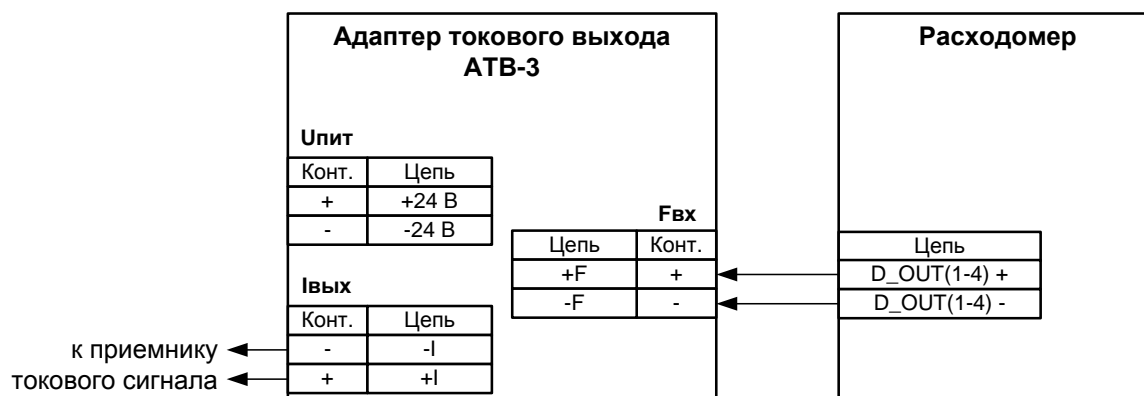 Адаптер токового выхода
АТВ-3
Расходомер
Uпит
Конт. Цепь
+ +24 В
- -24 В
Fвх
Цепь Конт.
+F +
-F -
Цепь
D_OUT(1-4) +
D_OUT(1-4) -
Iвых
Конт. Цепь
- -I
+ +I
к приемнику
токового сигнала